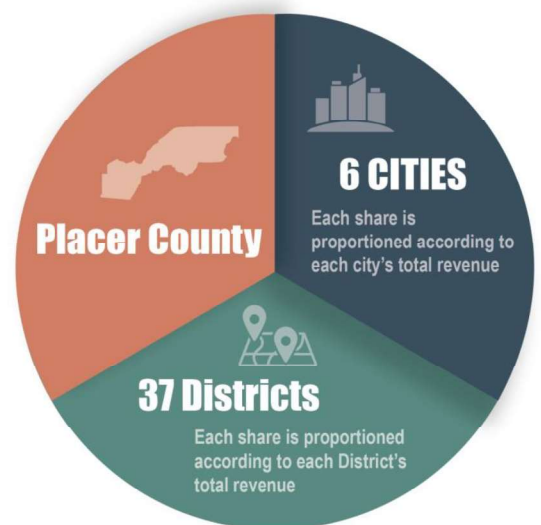 6 CITIES
Each share is
proportioned according to
each city's total revenue
Placer County
37 Districts
Each share is proportioned
according to each District's
total revenue